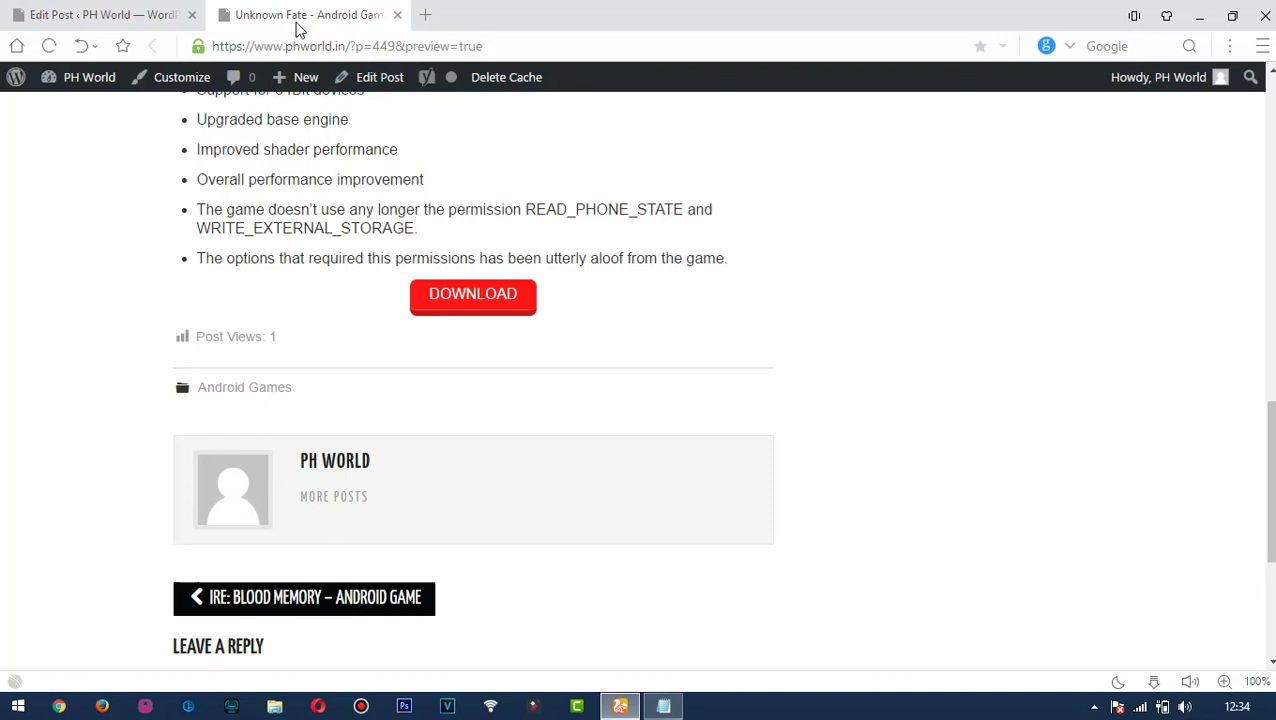 Edit Post ‹ PH World — WordP
Unknown Fate - Android Gam
https://www.phworld.in/?p=449&preview=true
Google
PH World
Customize
0
New
Edit Post
Delete Cache
Howdy, PH World
Support for 64Bit devices
Upgraded base engine
Improved shader performance
Overall performance improvement
The game doesn't use any longer the permission READ_PHONE_STATE and
WRITE_EXTERNAL_STORAGE.
The options that required this permissions has been utterly aloof from the game.
DOWNLOAD
Post Views: 1
Android Games
PH WORLD
MORE POSTS
IRE: BLOOD MEMORY – ANDROID GAME
LEAVE A REPLY
100%
12:34